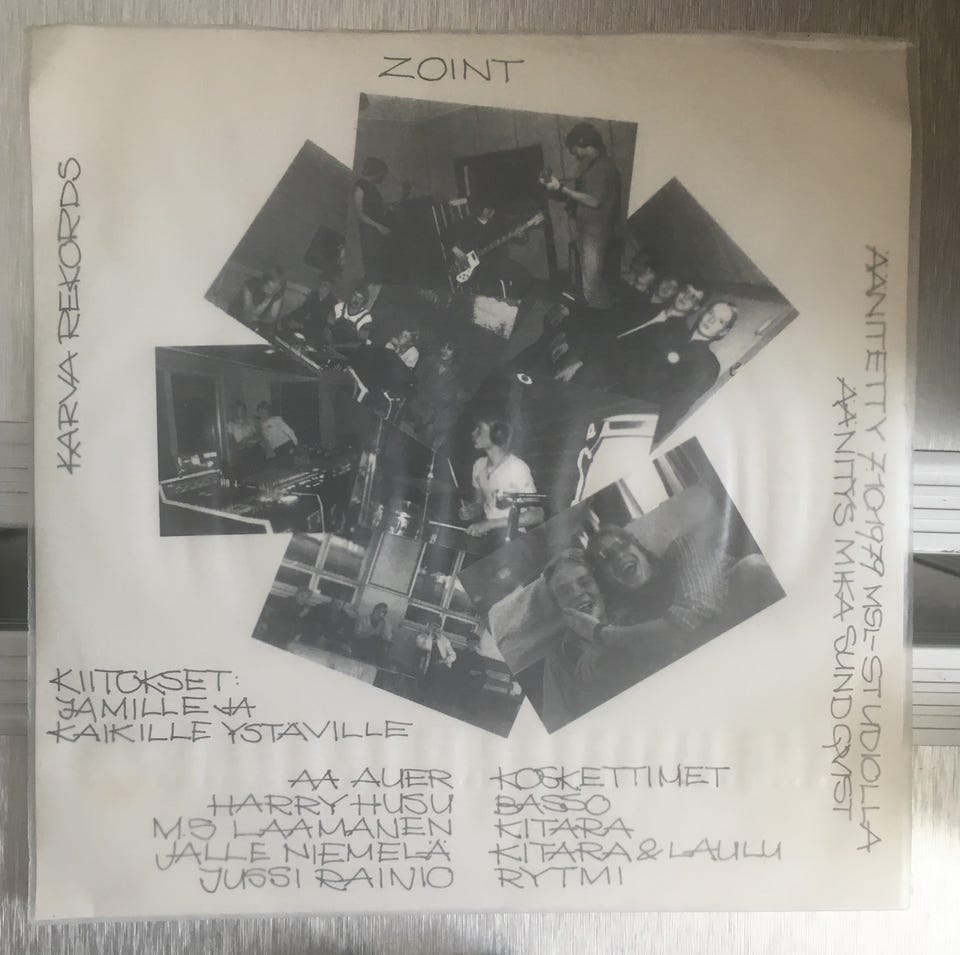 ZOINT
KARVA REKORDS
ÄÄNITETTY 7.10.1979 MSL-STUDIOLLA
ÄÄNITYS MIKA SUNDQVIST
KIITOKSET:
JAMILLE JA
KAIKILLE YSTÄVILLE
AA AUER KOSKETTIMET
HARRY HUSU BASSO
M.S LAAMANEN KITARA
JALLE NIEMELÄ KITARA & LAULU
JUSSI RAINIO RYTMI